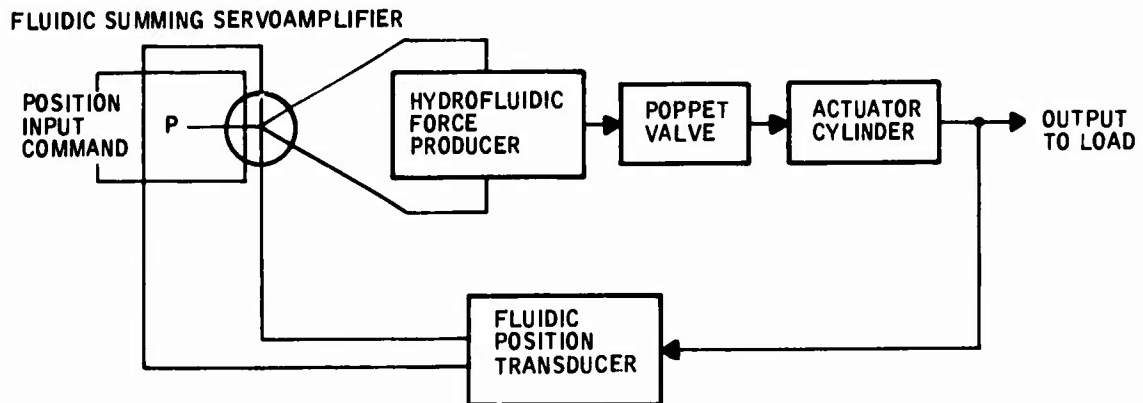 FLUIDIC SUMMING SERVOAMPLIFIER
POSITION
INPUT
COMMAND
P
HYDROFLUIDIC
FORCE
PRODUCER
POPPET
VALVE
ACTUATOR
CYLINDER
OUTPUT
TO LOAD
FLUIDIC
POSITION
TRANSDUCER